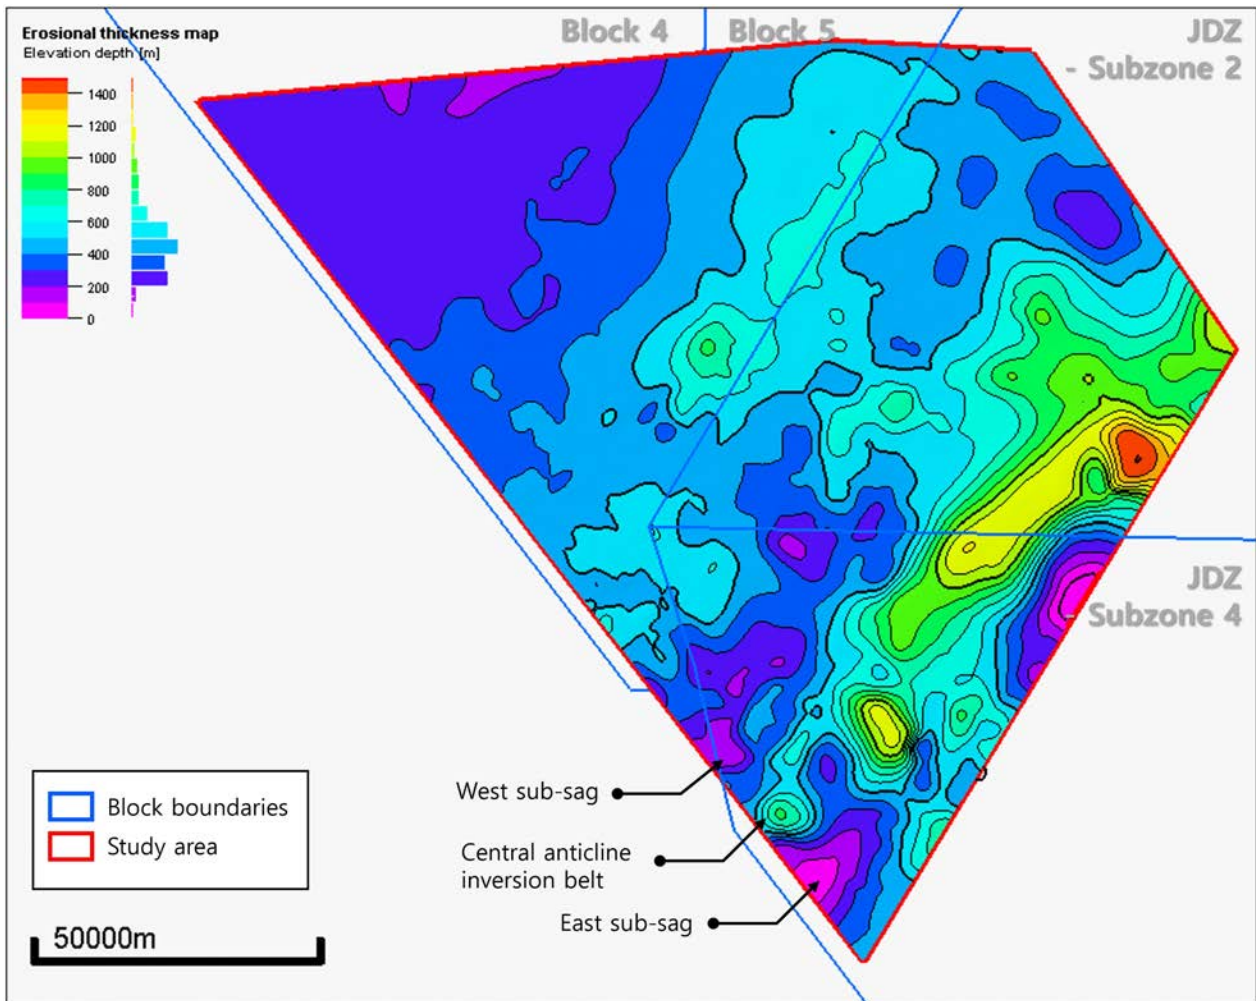 Erosional thickness map
Elevation depth [m]
1400
1200
1000
800
600
400
200
0
Block 4
Block 5
JDZ
- Subzone 2
JDZ
- Subzone 4
West sub-sag
Central anticline
inversion belt
East sub-sag
Block boundaries
Study area
50000m